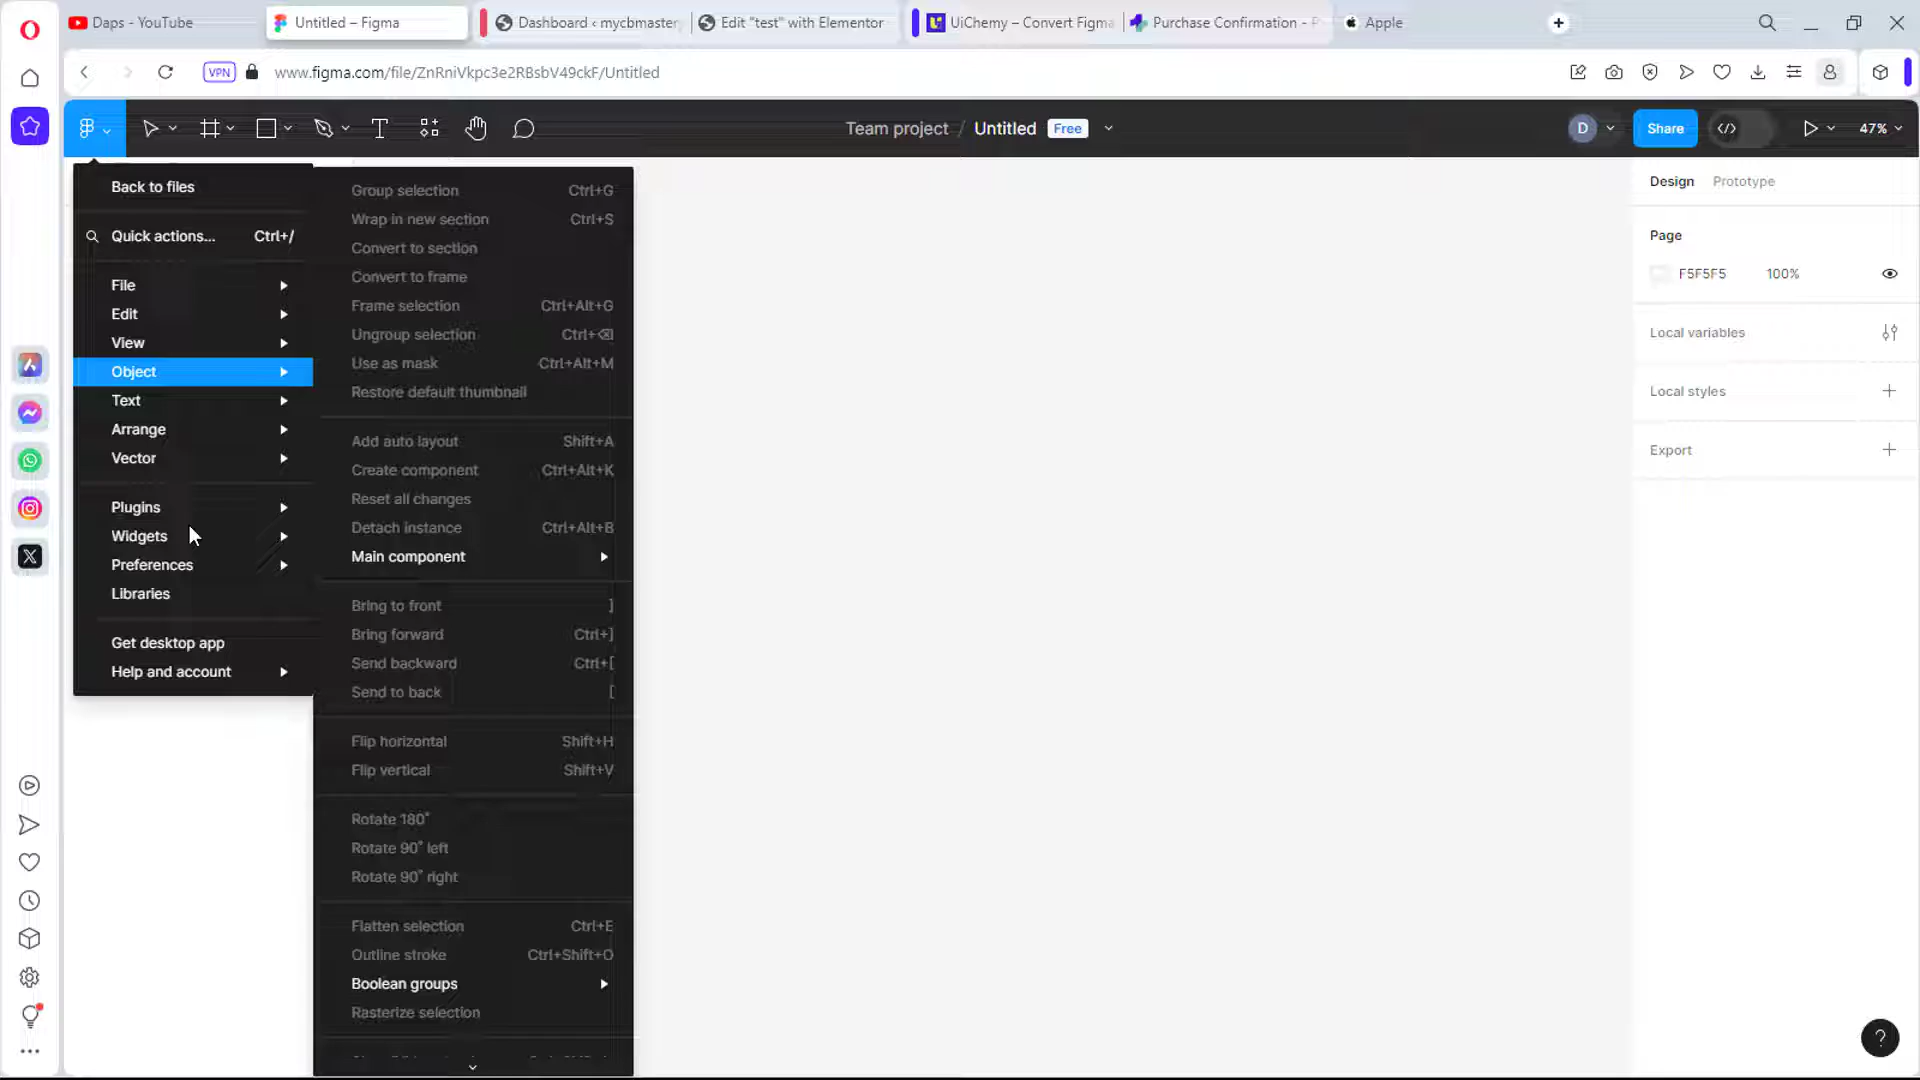 Daps - YouTube
Untitled – Figma
Dashboard ‹ mycbmaster
Edit "test" with Elementor
UiChemy – Convert Figma
Purchase Confirmation - P
Apple
VPN
www.figma.com/file/ZnRniVkpc3e2RBsbV49ckF/Untitled
Team project / Untitled Free
D
Share
47%
Back to files
Quick actions... Ctrl+/
File
Edit
View
Object
Text
Arrange
Vector
Plugins
Widgets
Preferences
Libraries
Get desktop app
Help and account
Group selection Ctrl+G
Wrap in new section Ctrl+S
Convert to section
Convert to frame
Frame selection Ctrl+Alt+G
Ungroup selection Ctrl+⌫
Use as mask Ctrl+Alt+M
Restore default thumbnail
Add auto layout Shift+A
Create component Ctrl+Alt+K
Reset all changes
Detach instance Ctrl+Alt+B
Main component
Bring to front ]
Bring forward Ctrl+]
Send backward Ctrl+[
Send to back [
Flip horizontal Shift+H
Flip vertical Shift+V
Rotate 180°
Rotate 90° left
Rotate 90° right
Flatten selection Ctrl+E
Outline stroke Ctrl+Shift+O
Boolean groups
Rasterize selection
Design Prototype
Page
F5F5F5 100%
Local variables
Local styles
Export
?